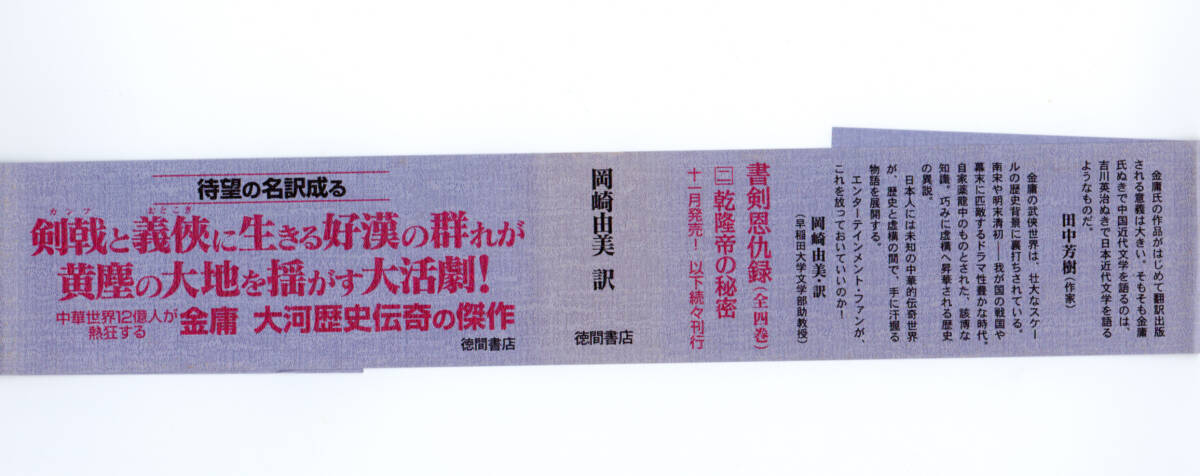 待望の名訳成る
カンフ おとこぎ
剣戟と義俠に生きる好漢の群れが
黄塵の大地を揺がす大活劇!
中華世界12億人が
熱狂する
金庸 大河歴史伝奇の傑作
徳間書店
岡崎由美 訳
徳間書店
金庸氏の作品がはじめて翻訳出版
される意義は大きい。そもそも金庸
氏ぬきで中国近代文学を語るのは、
吉川英治ぬきで日本近代文学を語る
ようなものだ。
田中芳樹(作家)
金庸の武俠世界は、壮大なスケー
ルの歴史背景に裏打ちされている。
南宋や明末清初――我が国の戦国や
幕末に匹敵するドラマ性豊かな時代。
自家薬籠中のものとされた、該博な
知識。巧みに虚構へ昇華される歴史
の異説。
日本人には未知の中華的伝奇世界
が、歴史と虚構の間で、手に汗握る
物語を展開する。
エンターテインメント・ファンが、
これを放っておいていいのか!
岡崎由美・訳
(早稲田大学文学部助教授)
書剣恩仇録(全四巻)
二 乾隆帝の秘密
十一月発売!以下続々刊行